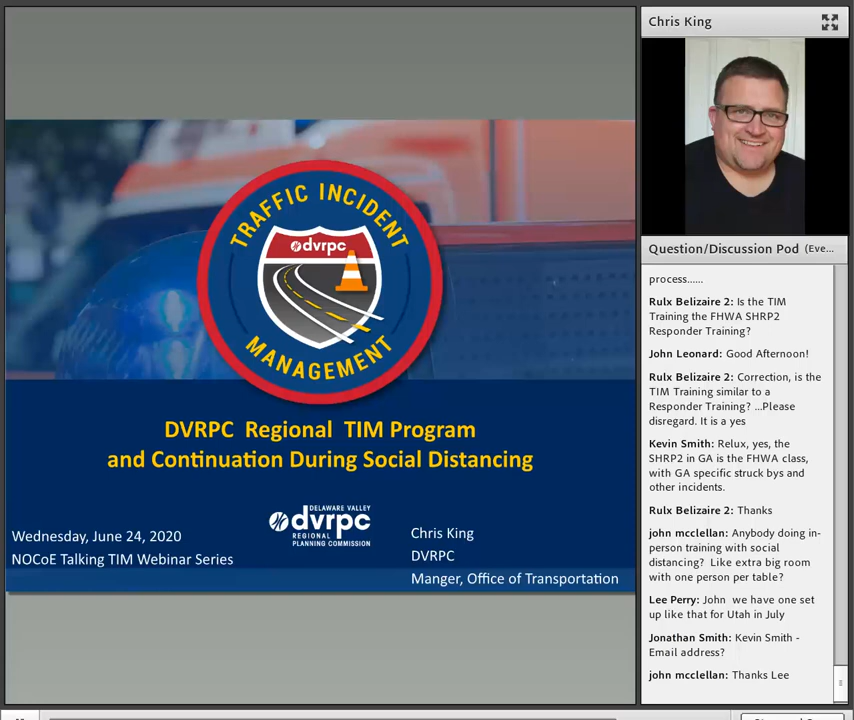 TRAFFIC INCIDENT
dvrpc
MANAGEMENT
DVRPC Regional TIM Program
and Continuation During Social Distancing
DELAWARE VALLEY
dvrpc
REGIONAL
PLANNING COMMISSION
Wednesday, June 24, 2020
NOCoE Talking TIM Webinar Series
Chris King
DVRPC
Manger, Office of Transportation
Chris King
Question/Discussion Pod (Eve...
process......
Rulx Belizaire 2: Is the TIM
Training the FHWA SHRP2
Responder Training?
John Leonard: Good Afternoon!
Rulx Belizaire 2: Correction, is the
TIM Training similar to a
Responder Training? ...Please
disregard. It is a yes
Kevin Smith: Relux, yes, the
SHRP2 in GA is the FHWA class,
with GA specific struck bys and
other incidents.
Rulx Belizaire 2: Thanks
john mcclellan: Anybody doing in-
person training with social
distancing? Like extra big room
with one person per table?
Lee Perry: John we have one set
up like that for Utah in July
Jonathan Smith: Kevin Smith -
Email address?
john mcclellan: Thanks Lee